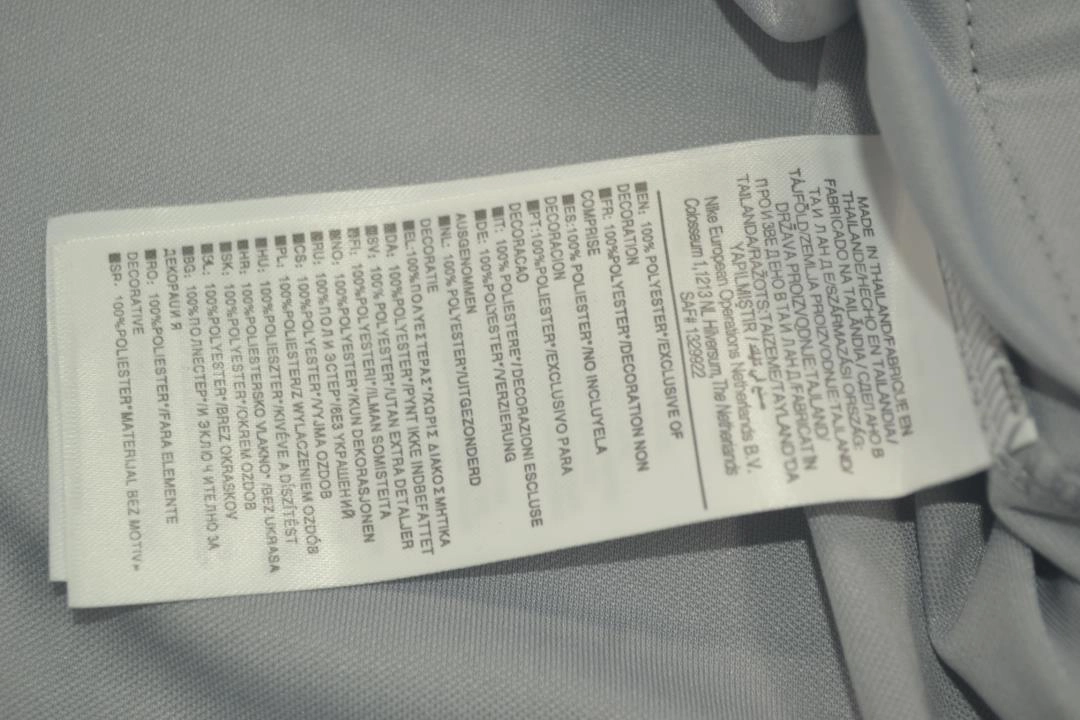 MADE IN THAILAND/FABRIQUE EN
THAILANDE/HECHO EN TAILANDIA/
FABRICADO NA TAILÂNDIA / СДЕЛАНО В
ТАИЛАНДЕ/SZÁRMAZÁSI ORSZÁG:
TÁJFÖLD/ZEMLJA PROIZVODNJE:TAJLAND/
DRŽAVA PROIZVODNJE:TAJLAND/
ПРОИЗВЕДЕНО В ТАЙЛАНД/FABRICAT IN
TAILANDA/RAŽOTS:TAIZEME/TAYLAND'DA
YAPILMIŞTIR /
Nike European Operations Netherlands B.V.
Colosseum 1,1213 NL Hilversum, The Netherlands
SAF# 1329922
■EN: 100% POLYESTER*/EXCLUSIVE OF
DECORATION
■FR: 100%POLYESTER*/DECORATION NON
COMPRISE
■ES:100% POLIESTER*/NO INCLUYELA
DECORACION
■PT:100%POLIESTER*/EXCLUSIVO PARA
DECORACAO
■IT: 100% POLIESTERE*/DECORAZIONI ESCLUSE
■DE: 100%POLYESTER*/VERZIERUNG
AUSGENOMMEN
■NL: 100% POLYESTER*/UITGEZONDERD
DECORATIE
■EL:100%ΠΟΛΥΕΣΤΕΡΑΣ*/ΧΩΡΙΣ ΔΙΑΚΟΣΜΗΤΙΚΑ
■DA: 100%POLYESTER*/PYNT IKKE INDBEFATTET
■SV: 100% POLYESTER*/UTAN EXTRA DETALJER
■FI: 100%POLYESTERI*/ILMAN SOMISTEITA
■NO: 100%POLYESTER*/KUN DEKORASJONEN
■RU: 100%ПОЛИЭСТЕР*/БЕЗ УКРАШЕНИЙ
■CS: 100%POLYESTER*/VYJMA OZDOB
■PL: 100%POLIESTER/Z WYLACZENIEM OZDÓB
■HU: 100%POLIESZTER*/KIVÉVE A DÍSZÍTÉST
■HR: 100%POLIESTERSKO VLAKNO* /BEZ UKRASA
■SK: 100%POLYESTER*/OKREM OZDOB
■SL: 100%POLYESTER*/BREZ OKRASKOV
■BG: 100%ПОЛИЕСТЕР*/ИЗКЛЮЧИТЕЛНО ЗА
ДЕКОРАЦИЯ
■RO: 100%POLIESTER*/FARA ELEMENTE
DECORATIVE
■SP: 100%POLIESTER*MATERIJAL BEZ MOTIV